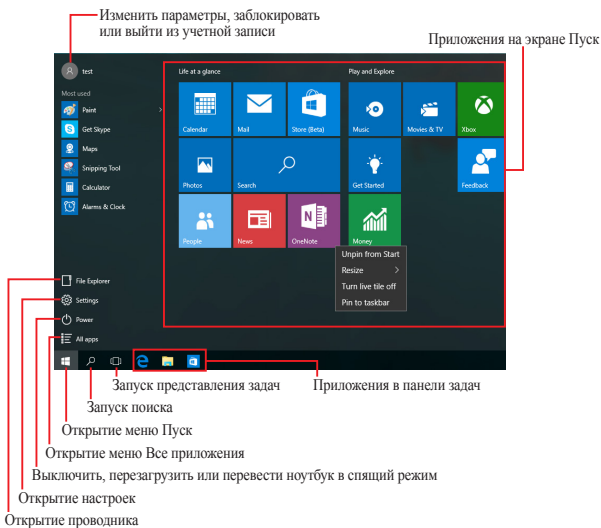 Изменить параметры, заблокировать
или выйти из учетной записи
Приложения на экране Пуск
test
Life at a glance
Play and Explore
Most used
Paint
Get Skype
Maps
Snipping Tool
Calculator
Alarms & Clock
Calendar
Mail
Store (Beta)
Music
Movies & TV
Xbox
Photos
Search
Get Started
Feedback
People
News
OneNote
Money
Unpin from Start
Resize
Turn live tile off
Pin to taskbar
File Explorer
Settings
Power
All apps
Запуск представления задач
Приложения в панели задач
Запуск поиска
Открытие меню Пуск
Открытие меню Все приложения
Выключить, перезагрузить или перевести ноутбук в спящий режим
Открытие настроек
Открытие проводника